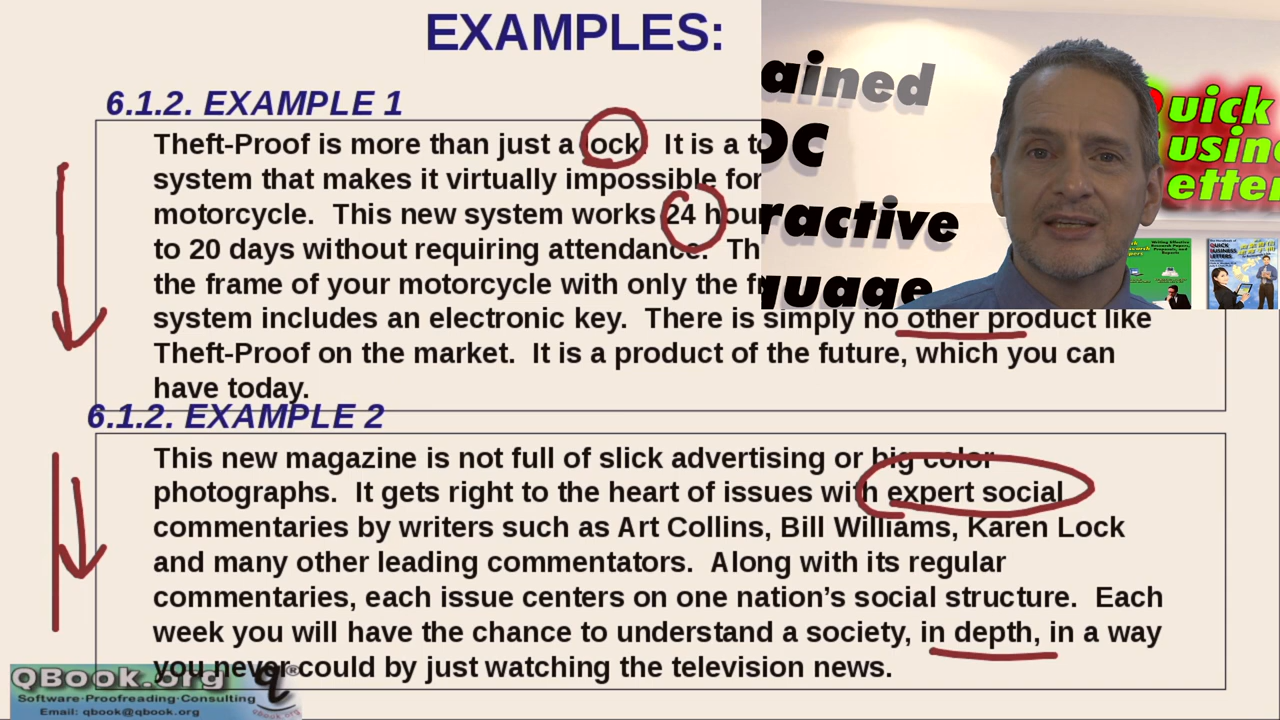 EXAMPLES:
6.1.2. EXAMPLE 1
Theft-Proof is more than just a lock. It is a
system that makes it virtually impossible for
motorcycle. This new system works 24
to 20 days without requiring attendance.
the frame of your motorcycle with only the
system includes an electronic key. There is simply no other product like
Theft-Proof on the market. It is a product of the future, which you can
have today.
6.1.2. EXAMPLE 2
This new magazine is not full of slick advertising or big color
photographs. It gets right to the heart of issues with expert social
commentaries by writers such as Art Collins, Bill Williams, Karen Lock
and many other leading commentators. Along with its regular
commentaries, each issue centers on one nation’s social structure. Each
week you will have the chance to understand a society, in depth, in a way
you never could by just watching the television news.
QBook.org
Software·Proofreading·Consulting
Email: qbook@qbook.org
q®
qbook.org
ained
OC
ractive
uage
Quick
usine
etter